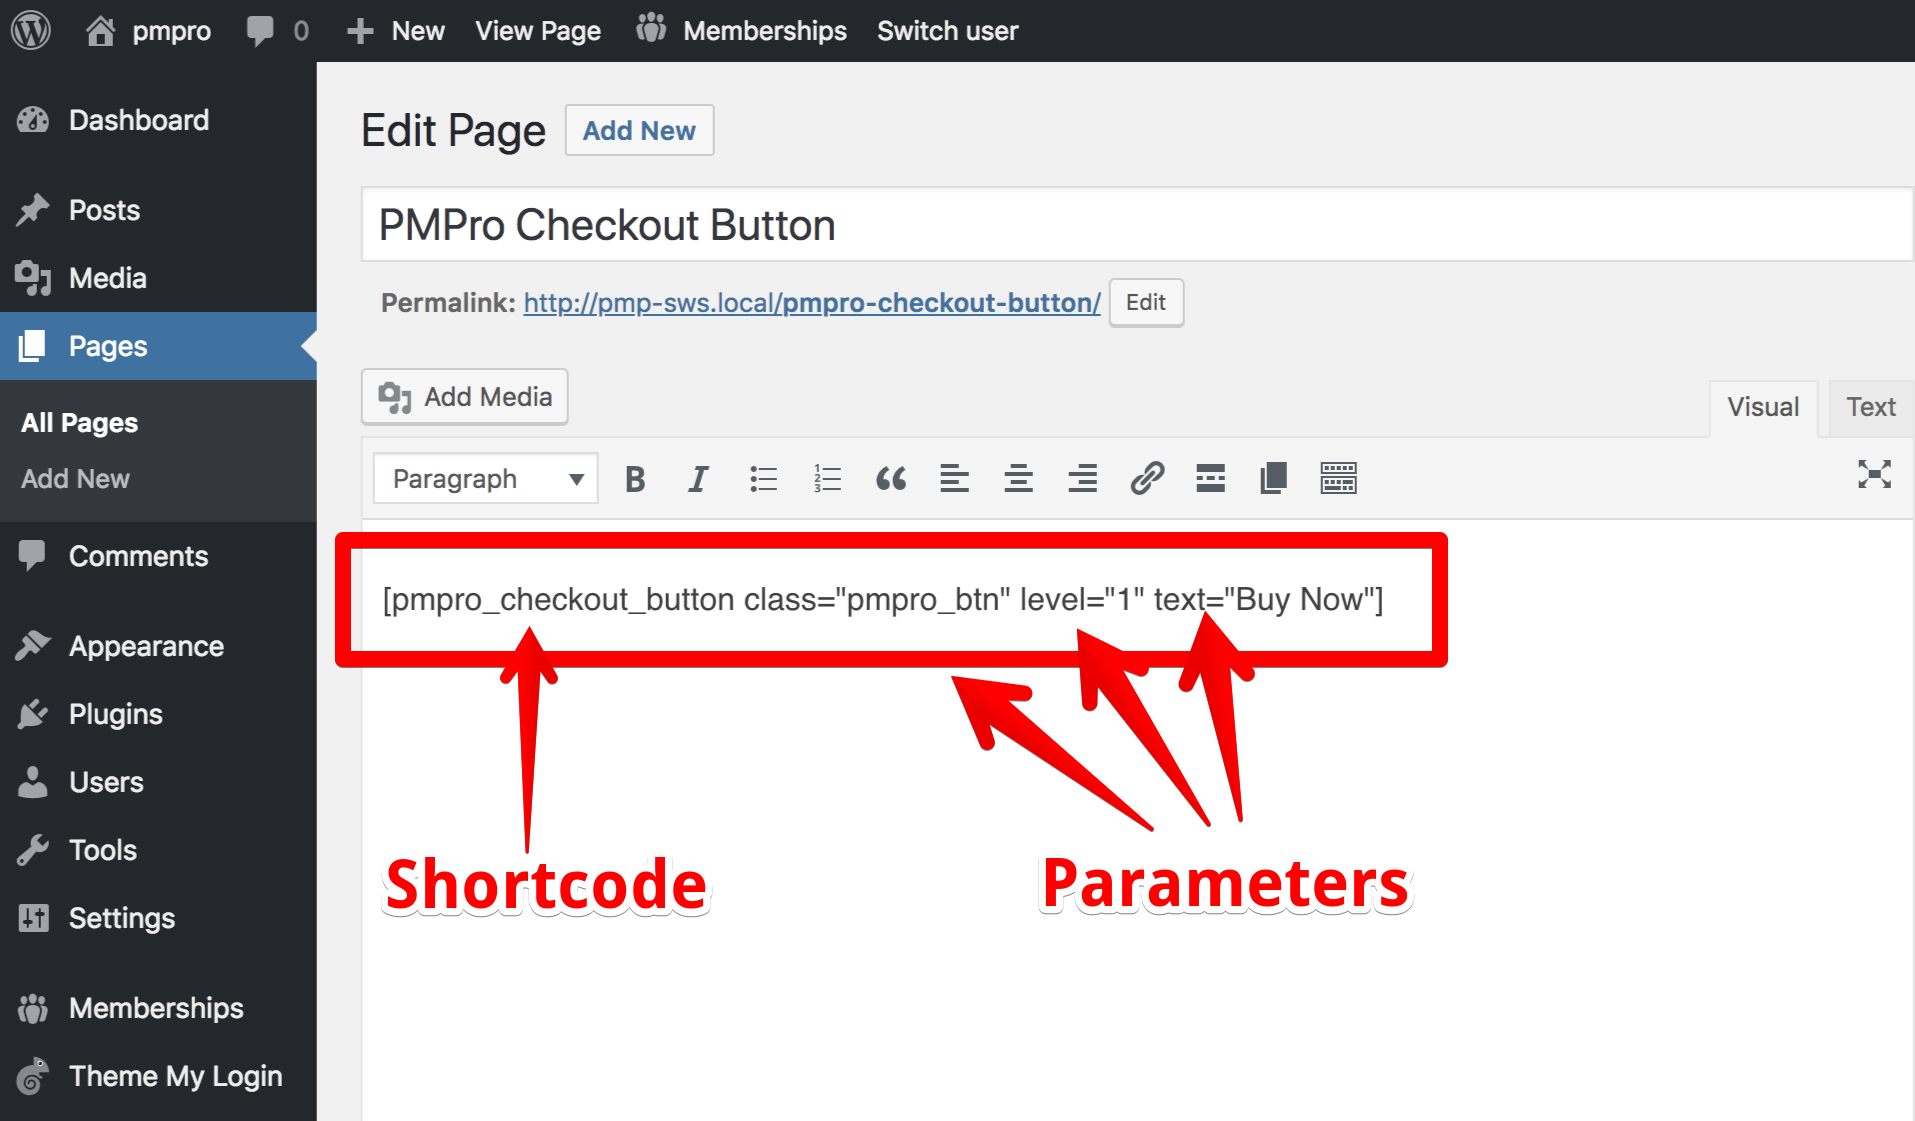 pmpro 0 New View Page Memberships Switch user
Dashboard
Posts
Media
Pages
All Pages
Add New
Comments
Appearance
Plugins
Users
Tools
Settings
Memberships
Theme My Login
Edit Page Add New
PMPro Checkout Button
Permalink: http://pmp-sws.local/pmpro-checkout-button/ Edit
Add Media
Visual Text
Paragraph B I
[pmpro_checkout_button class="pmpro_btn" level="1" text="Buy Now"]
Shortcode Parameters